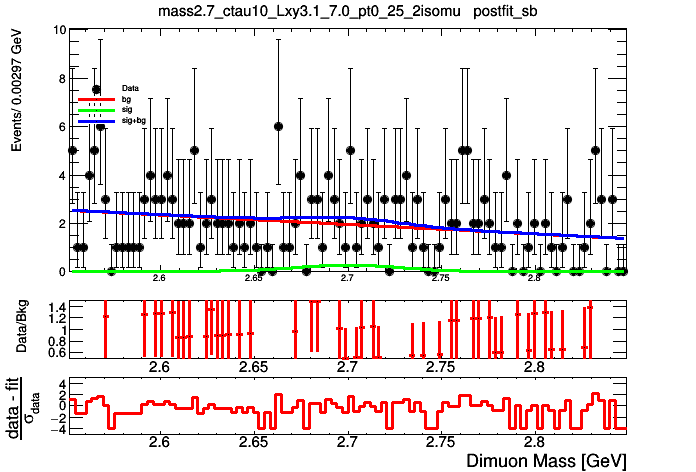 mass2.7_ctau10_Lxy3.1_7.0_pt0_25_2isomu postfit_sb
Events/ 0.00297 GeV
10
8
6
4
2
0
Data
bg
sig
sig+bg
2.6 2.65 2.7 2.75 2.8
Data/Bkg
1.4
1.2
1
0.8
0.6
2.6 2.65 2.7 2.75 2.8
data - fit
σdata
4
2
0
−2
−4
2.6 2.65 2.7 2.75 2.8
Dimuon Mass [GeV]